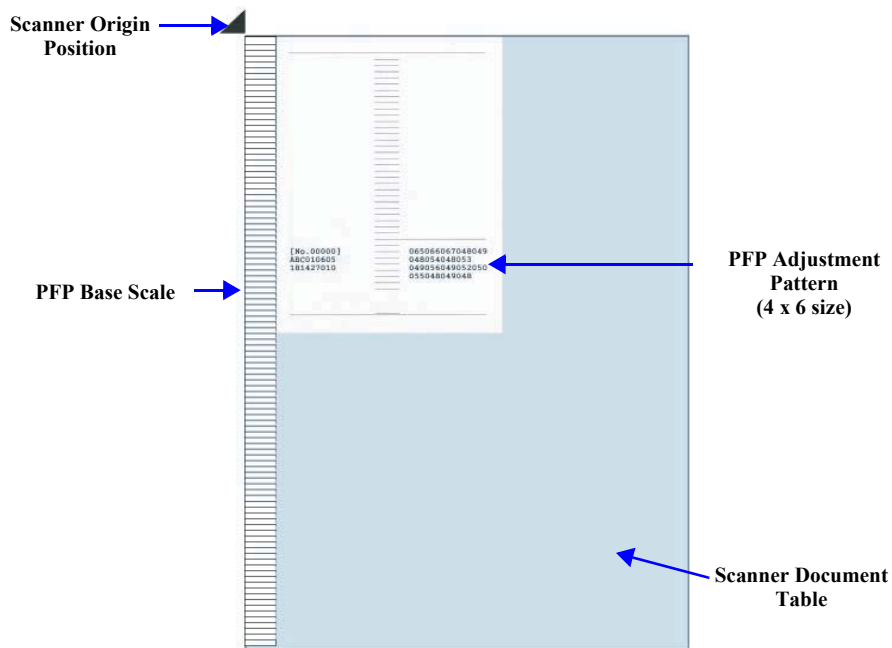 Scanner Origin
Position
[No.00000]
ABC010605
181427010
065066067048049
048054048053
049056049052050
055048049048
PFP Base Scale
PFP Adjustment
Pattern
(4 x 6 size)
Scanner Document
Table